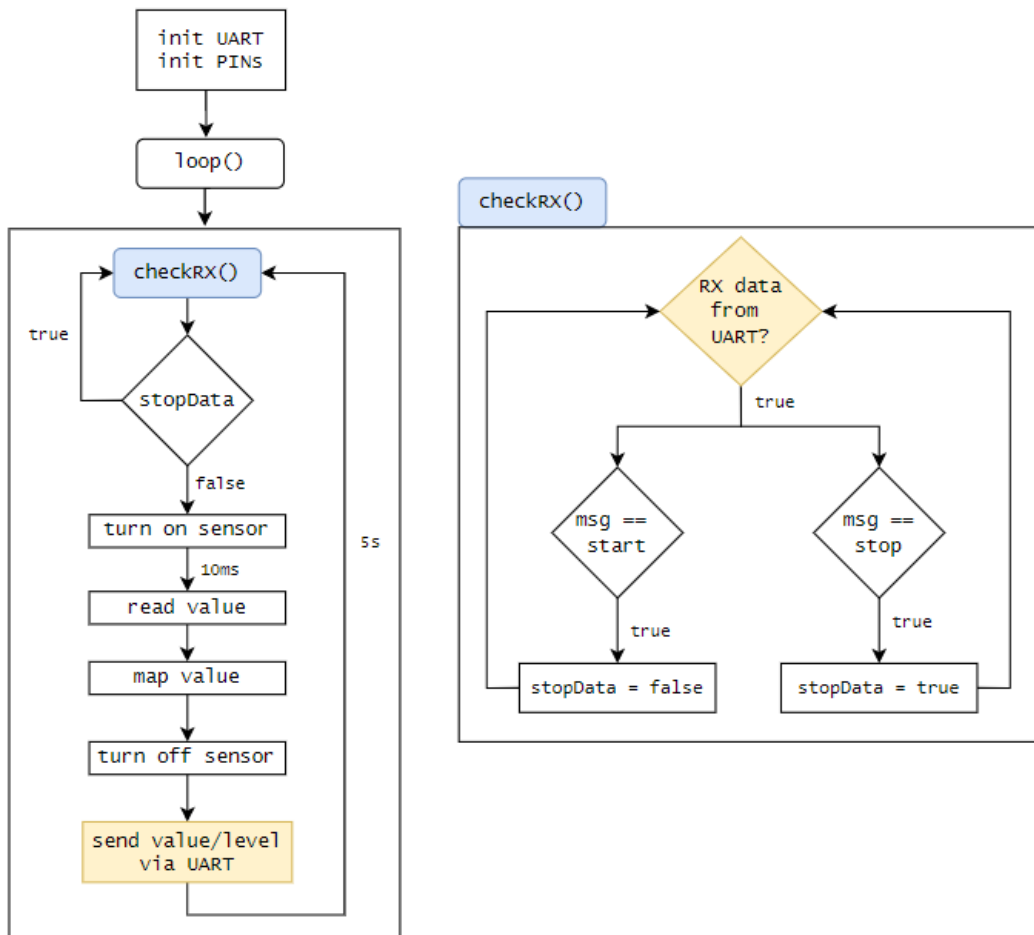 init UART
init PINs
loop()
checkRX()
true
stopData
false
turn on sensor
10ms
read value
map value
turn off sensor
send value/level
via UART
5s
checkRX()
RX data
from
UART?
true
msg ==
start
true
stopData = false
msg ==
stop
true
stopData = true